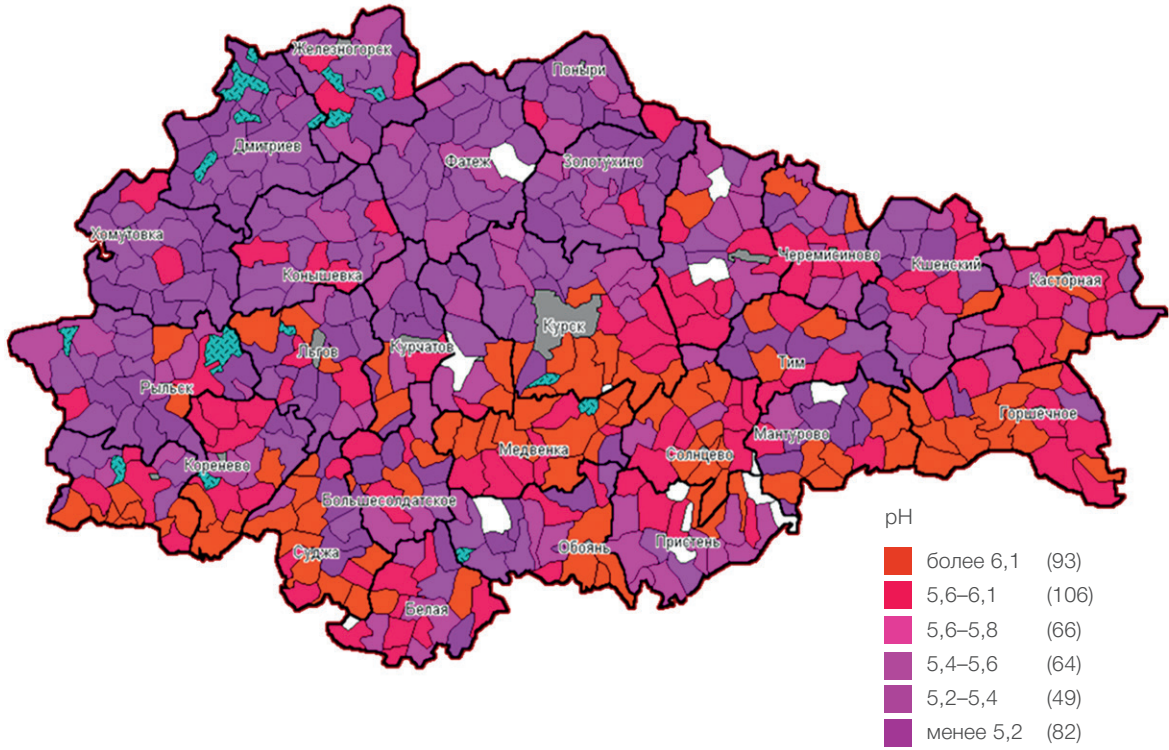 Железногорск
Поныри
Дмитриев
Фатеж
Золотухино
Хомутовка
Конышевка
Черемисиново
Кшенский
Касторная
Курск
Льгов
Курчатов
Рыльск
Тим
Горшечное
Мантурово
Медвенка
Солнцево
Коренево
Большесолдатское
Суджа
Обоянь
Пристень
Белая
pH
более 6,1 (93)
5,6–6,1 (106)
5,6–5,8 (66)
5,4–5,6 (64)
5,2–5,4 (49)
менее 5,2 (82)